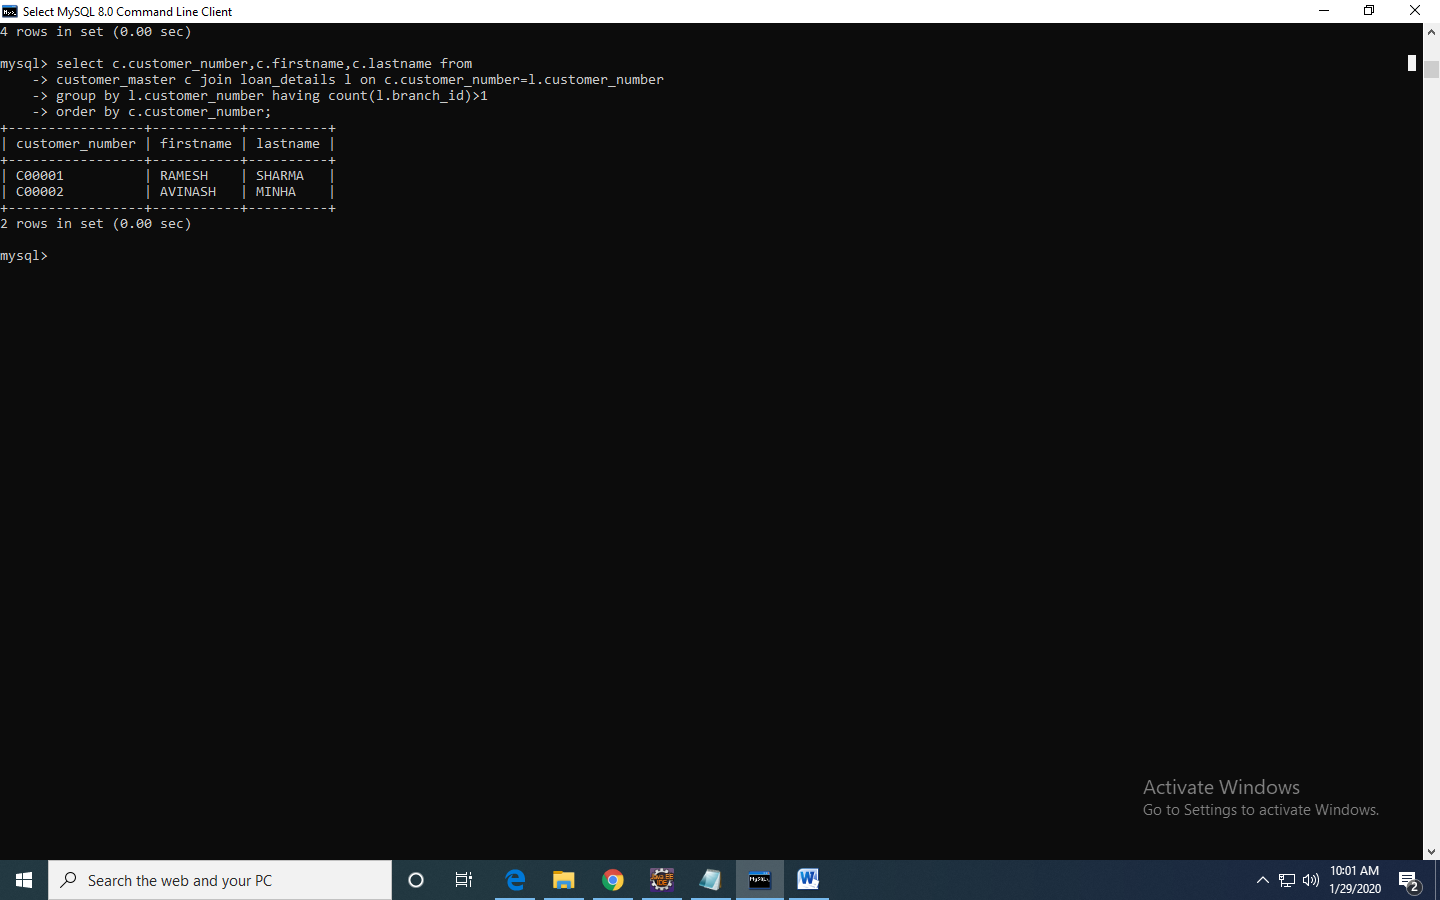 Select MySQL 8.0 Command Line Client
4 rows in set (0.00 sec)
mysql> select c.customer_number,c.firstname,c.lastname from
    -> customer_master c join loan_details l on c.customer_number=l.customer_number
    -> group by l.customer_number having count(l.branch_id)>1
    -> order by c.customer_number;
+-----------------+-----------+----------+
| customer_number | firstname | lastname |
+-----------------+-----------+----------+
| C00001          | RAMESH    | SHARMA   |
| C00002          | AVINASH   | MINHA    |
+-----------------+-----------+----------+
2 rows in set (0.00 sec)
mysql>
Activate Windows
Go to Settings to activate Windows.
Search the web and your PC
10:01 AM
1/29/2020
2